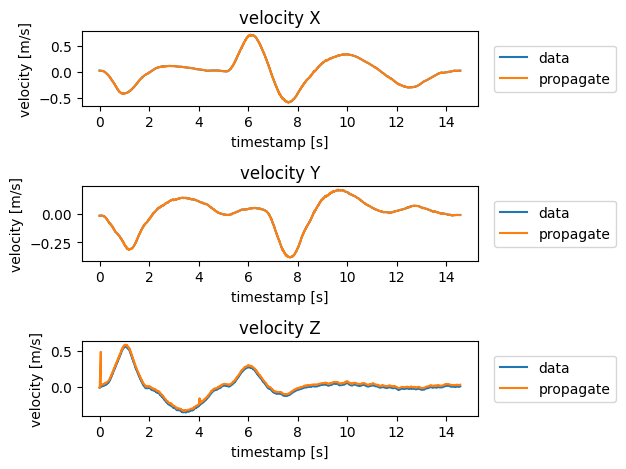 velocity X
velocity [m/s]
0.5
0.0
−0.5
0 2 4 6 8 10 12 14
timestamp [s]
data
propagate
velocity Y
velocity [m/s]
0.00
−0.25
0 2 4 6 8 10 12 14
timestamp [s]
data
propagate
velocity Z
velocity [m/s]
0.5
0.0
0 2 4 6 8 10 12 14
timestamp [s]
data
propagate